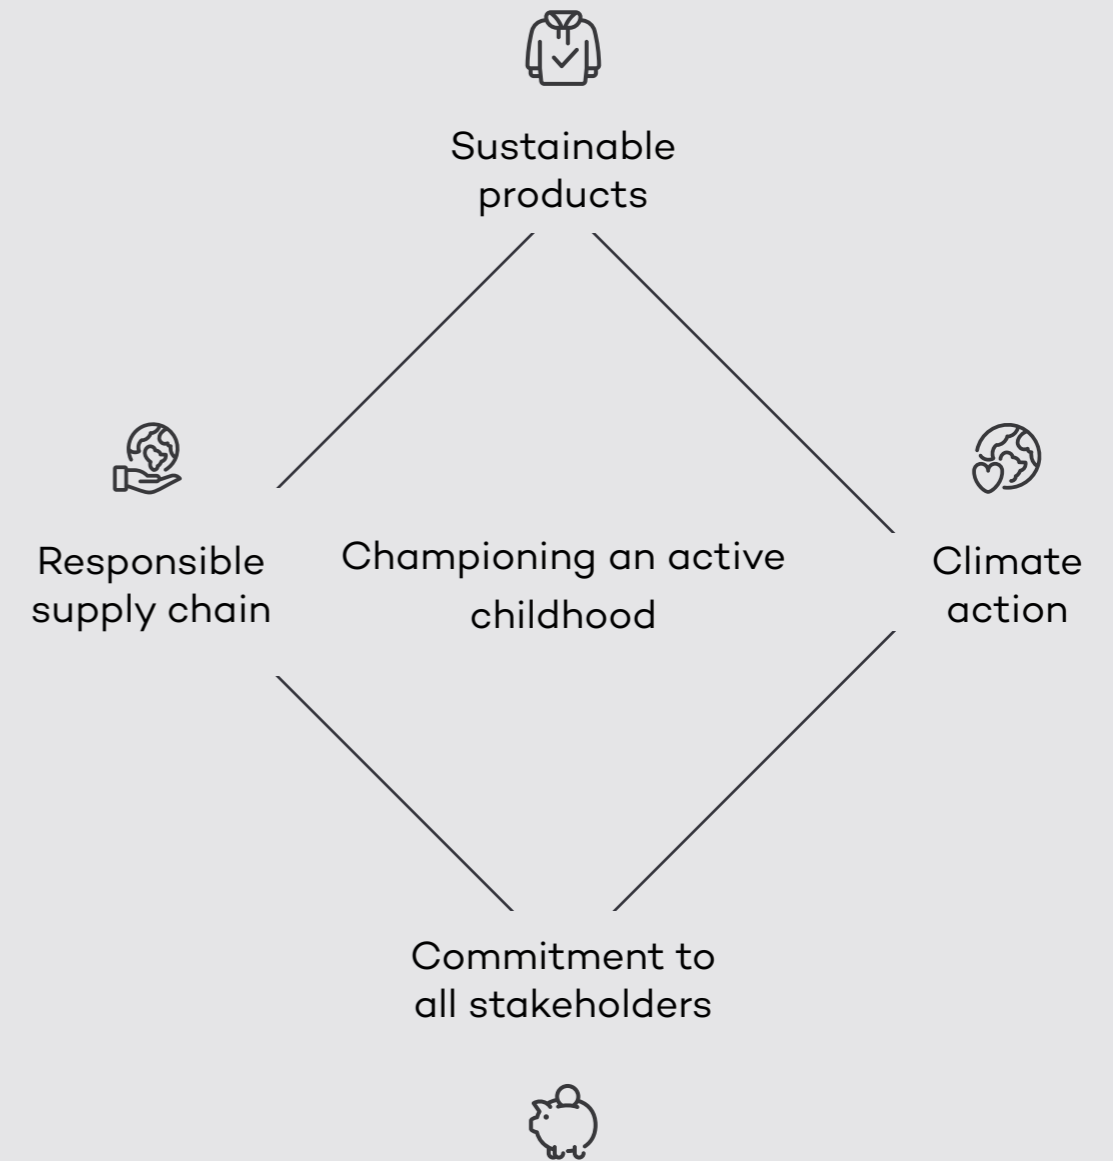 Sustainable
products
Responsible
supply chain
Championing an active
childhood
Climate
action
Commitment to
all stakeholders